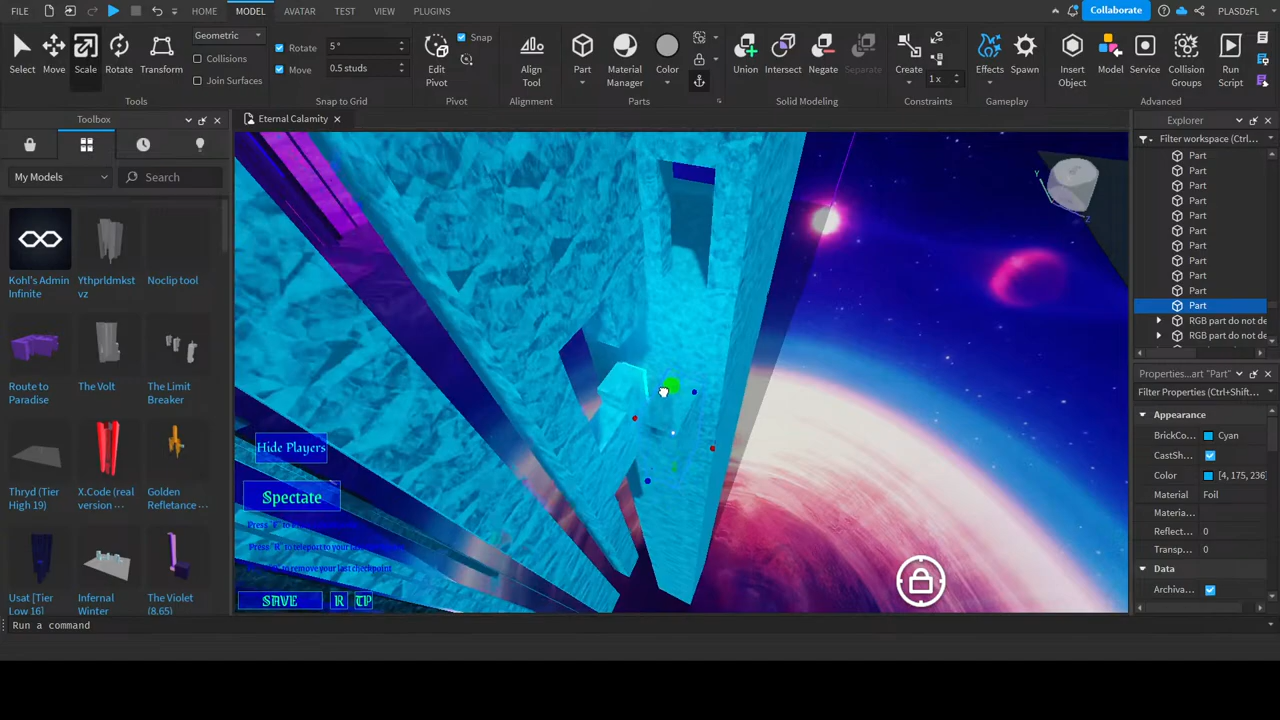 FILE
HOME
MODEL
AVATAR
TEST
VIEW
PLUGINS
Collaborate
PLASDzFL
Select
Move
Scale
Rotate
Transform
Geometric
Collisions
Join Surfaces
Tools
Rotate
5 °
Move
0.5 studs
Snap to Grid
Edit
Pivot
Snap
Pivot
Align
Tool
Alignment
Part
Material
Manager
Color
Parts
Union
Intersect
Negate
Separate
Solid Modeling
Create
1 x
Constraints
Effects
Spawn
Gameplay
Insert
Object
Model
Service
Collision
Groups
Run
Script
Advanced
Toolbox
My Models
Search
Kohl's Admin
Infinite
Ythprldmkst
vz
Noclip tool
Route to
Paradise
The Volt
The Limit
Breaker
Thryd (Tier
High 19)
X.Code (real
version ...
Golden
Refletance ...
Usat [Tier
Low 16]
Infernal
Winter
The Violet
(8.65)
Eternal Calamity
Y
Z
Hide Players
Spectate
to remove your last checkpoint
SAVE
R
TP
Explorer
Filter workspace (Ctrl...
Part
Part
Part
Part
Part
Part
Part
Part
Part
Part
Part
RGB part do not de
RGB part do not de
Properties...art "Part"
Filter Properties (Ctrl+Shift...
Appearance
BrickCo...
Cyan
CastSh...
Color
[4, 175, 236]
Material
Foil
Materia...
Reflect...
0
Transp...
0
Data
Archiva...
Run a command